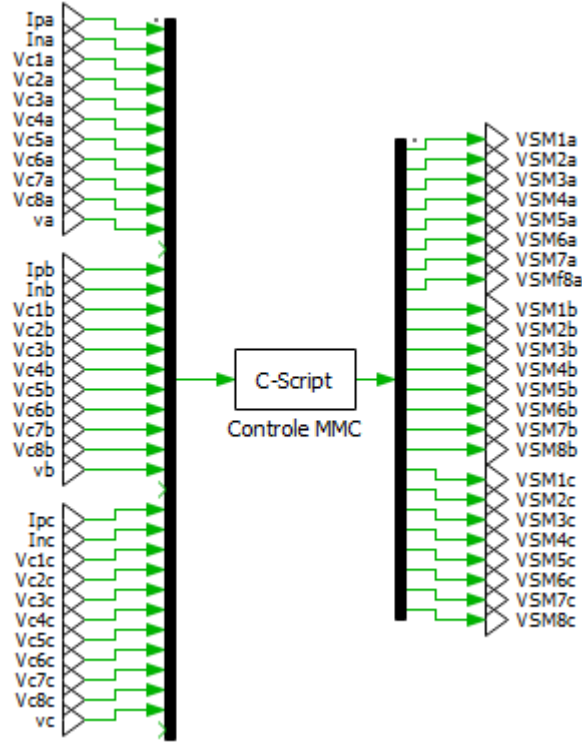 Ipa
Ina
Vc1a
Vc2a
Vc3a
Vc4a
Vc5a
Vc6a
Vc7a
Vc8a
va
Ipb
Inb
Vc1b
Vc2b
Vc3b
Vc4b
Vc5b
Vc6b
Vc7b
Vc8b
vb
Ipc
Inc
Vc1c
Vc2c
Vc3c
Vc4c
Vc5c
Vc6c
Vc7c
Vc8c
vc
C-Script
Controle MMC
VSM1a
VSM2a
VSM3a
VSM4a
VSM5a
VSM6a
VSM7a
VSMf8a
VSM1b
VSM2b
VSM3b
VSM4b
VSM5b
VSM6b
VSM7b
VSM8b
VSM1c
VSM2c
VSM3c
VSM4c
VSM5c
VSM6c
VSM7c
VSM8c